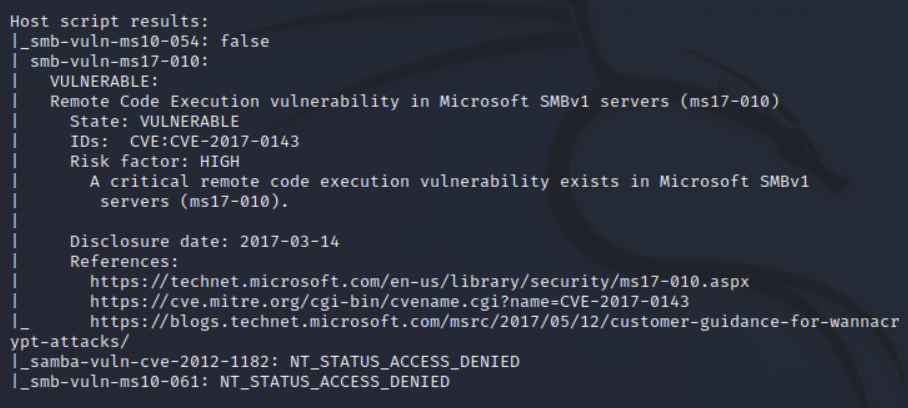 Host script results:
|_smb-vuln-ms10-054: false
| smb-vuln-ms17-010:
|   VULNERABLE:
|   Remote Code Execution vulnerability in Microsoft SMBv1 servers (ms17-010)
|     State: VULNERABLE
|     IDs:  CVE:CVE-2017-0143
|     Risk factor: HIGH
|       A critical remote code execution vulnerability exists in Microsoft SMBv1
|        servers (ms17-010).
|
|     Disclosure date: 2017-03-14
|     References:
|       https://technet.microsoft.com/en-us/library/security/ms17-010.aspx
|       https://cve.mitre.org/cgi-bin/cvename.cgi?name=CVE-2017-0143
|_      https://blogs.technet.microsoft.com/msrc/2017/05/12/customer-guidance-for-wannacr
ypt-attacks/
|_samba-vuln-cve-2012-1182: NT_STATUS_ACCESS_DENIED
|_smb-vuln-ms10-061: NT_STATUS_ACCESS_DENIED